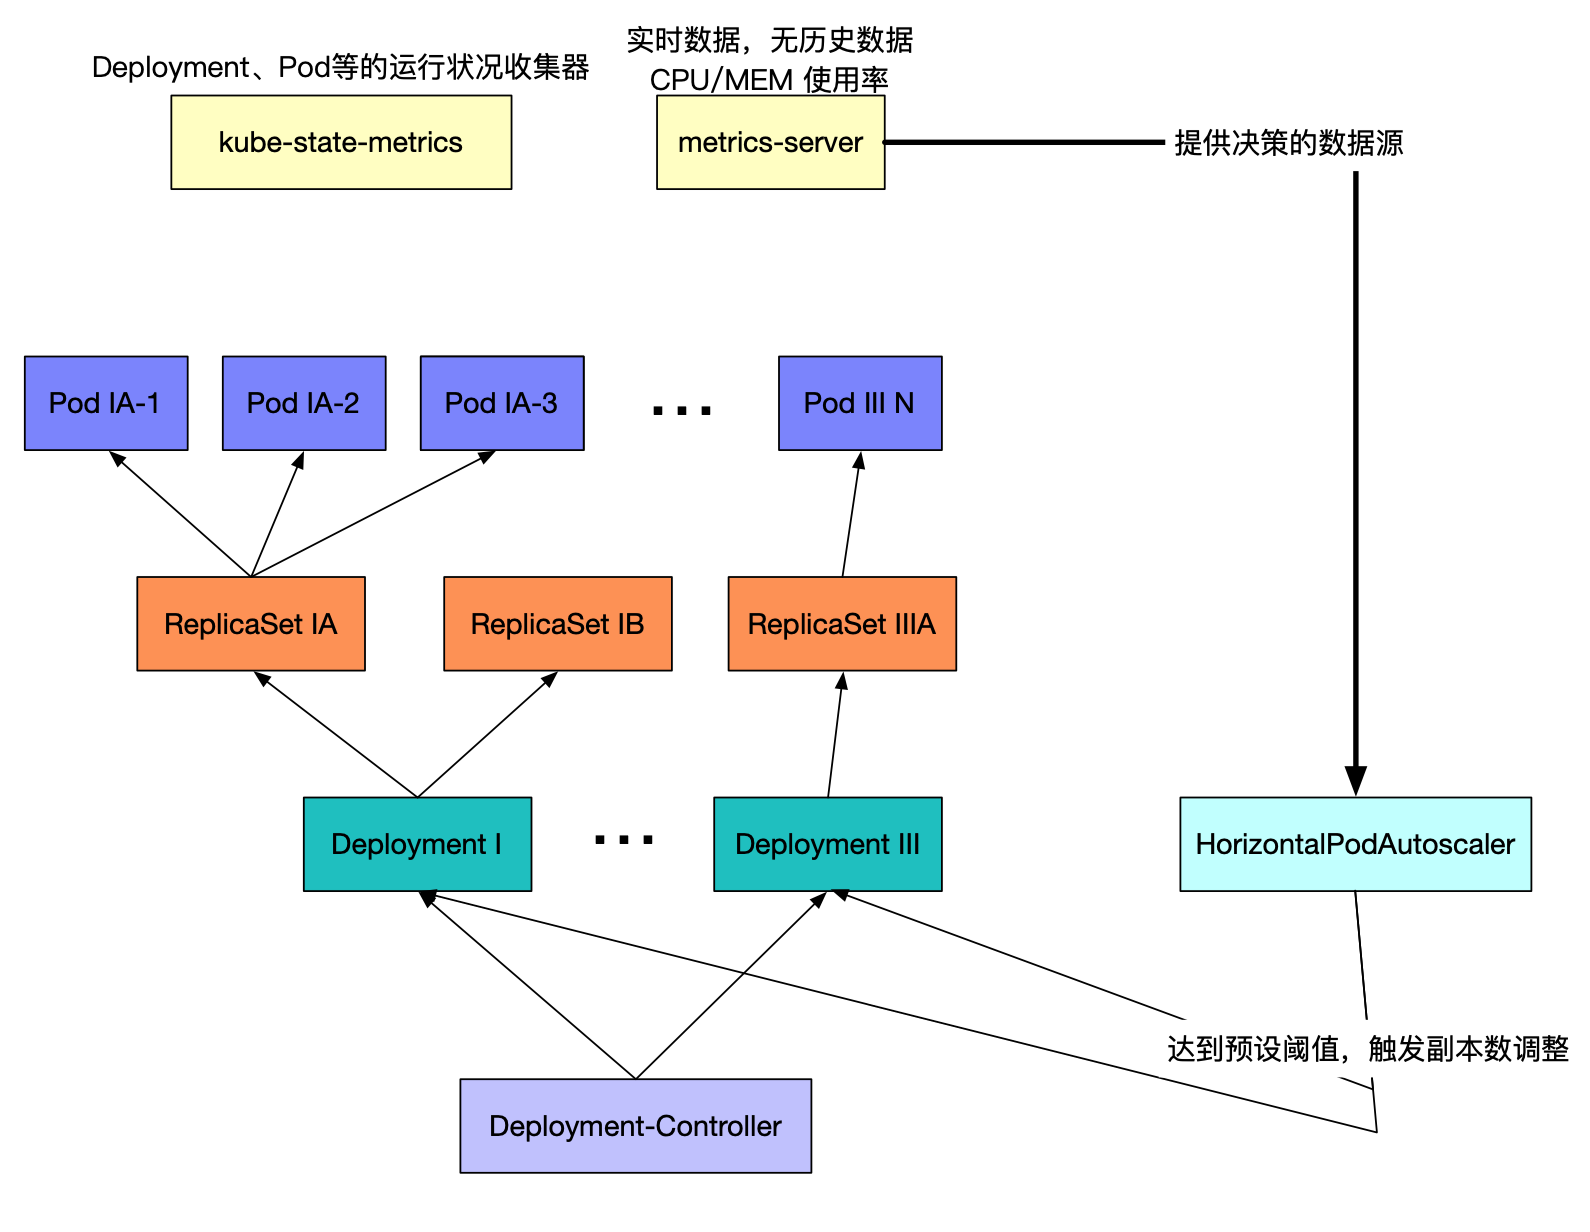 实时数据，无历史数据
Deployment、Pod等的运行状况收集器
CPU/MEM 使用率
kube-state-metrics
metrics-server
提供决策的数据源
Pod IA-1
Pod IA-2
Pod IA-3
...
Pod III N
ReplicaSet IA
ReplicaSet IB
ReplicaSet IIIA
Deployment I
...
Deployment III
HorizontalPodAutoscaler
达到预设阈值，触发副本数调整
Deployment-Controller